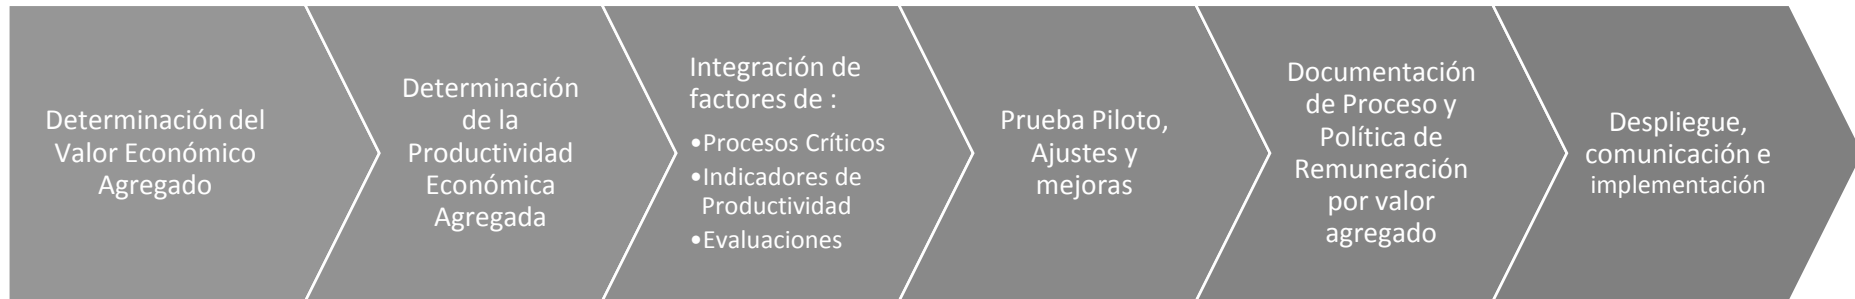 Determinación del
Valor Económico
Agregado
Determinación
de la
Productividad
Económica
Agregada
Integración de
factores de :
•Procesos Críticos
•Indicadores de
Productividad
•Evaluaciones
Prueba Piloto,
Ajustes y
mejoras
Documentación
de Proceso y
Política de
Remuneración
por valor
agregado
Despliegue,
comunicación e
implementación